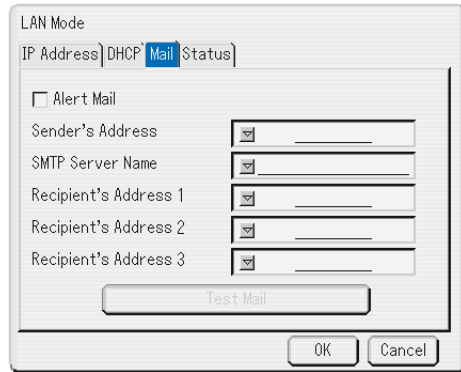 LAN Mode
IP Address DHCP Mail Status
Alert Mail
Sender's Address
SMTP Server Name
Recipient's Address 1
Recipient's Address 2
Recipient's Address 3
Test Mail
OK Cancel